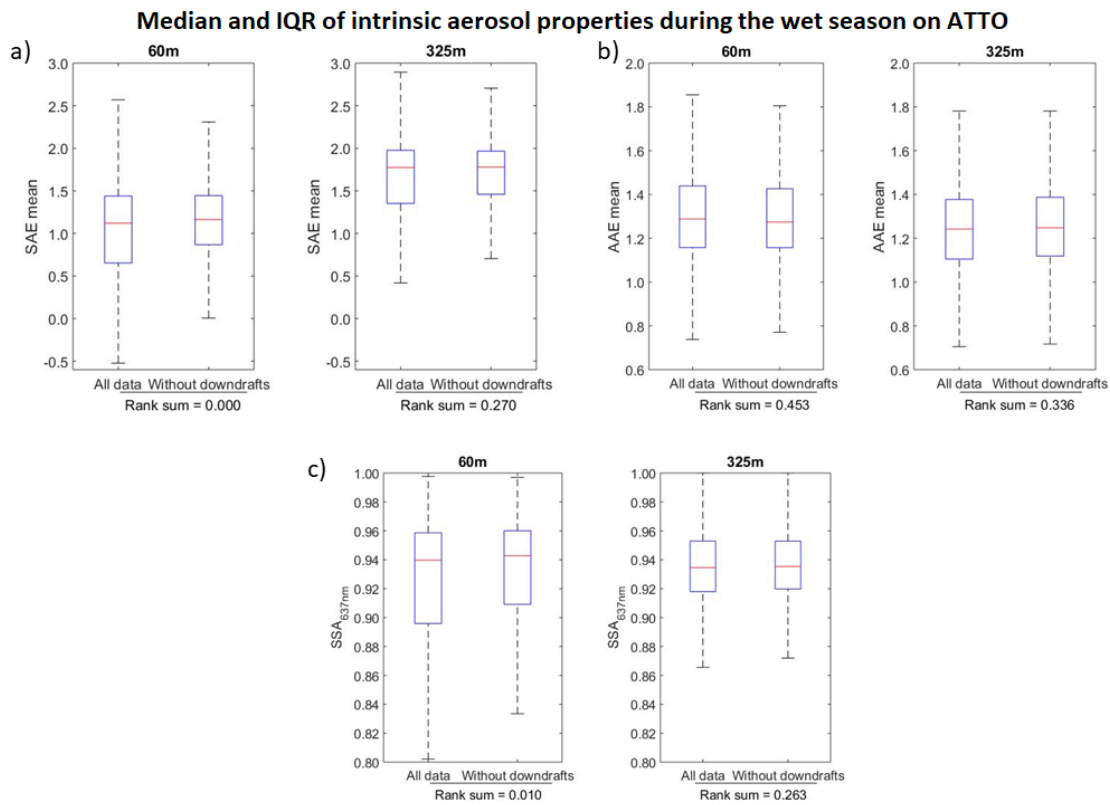 Median and IQR of intrinsic aerosol properties during the wet season on ATTO
a)
60m
3.0
2.5
2.0
1.5
1.0
0.5
0.0
-0.5
SAE mean
All data Without downdrafts
Rank sum = 0.000
325m
3.0
2.5
2.0
1.5
1.0
0.5
0.0
-0.5
SAE mean
All data Without downdrafts
Rank sum = 0.270
b)
60m
2.0
1.8
1.6
1.4
1.2
1.0
0.8
0.6
AAE mean
All data Without downdrafts
Rank sum = 0.453
325m
2.0
1.8
1.6
1.4
1.2
1.0
0.8
0.6
AAE mean
All data Without downdrafts
Rank sum = 0.336
c)
60m
1.00
0.98
0.96
0.94
0.92
0.90
0.88
0.86
0.84
0.82
0.80
SSA637nm
All data Without downdrafts
Rank sum = 0.010
325m
1.00
0.98
0.96
0.94
0.92
0.90
0.88
0.86
0.84
0.82
0.80
SSA637nm
All data Without downdrafts
Rank sum = 0.263